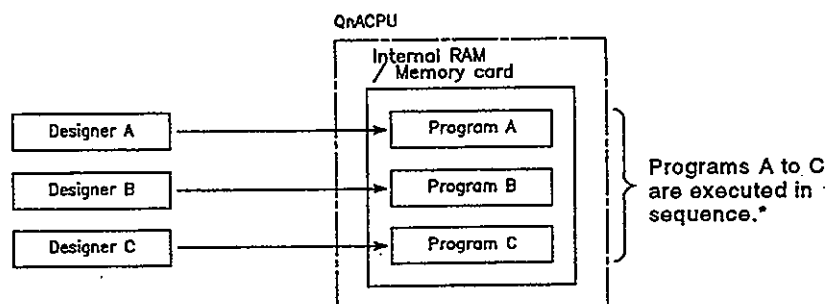 QnACPU
Internal RAM
Memory card
Designer A
Program A
Designer B
Program B
Designer C
Program C
Programs A to C
are executed in
sequence.*